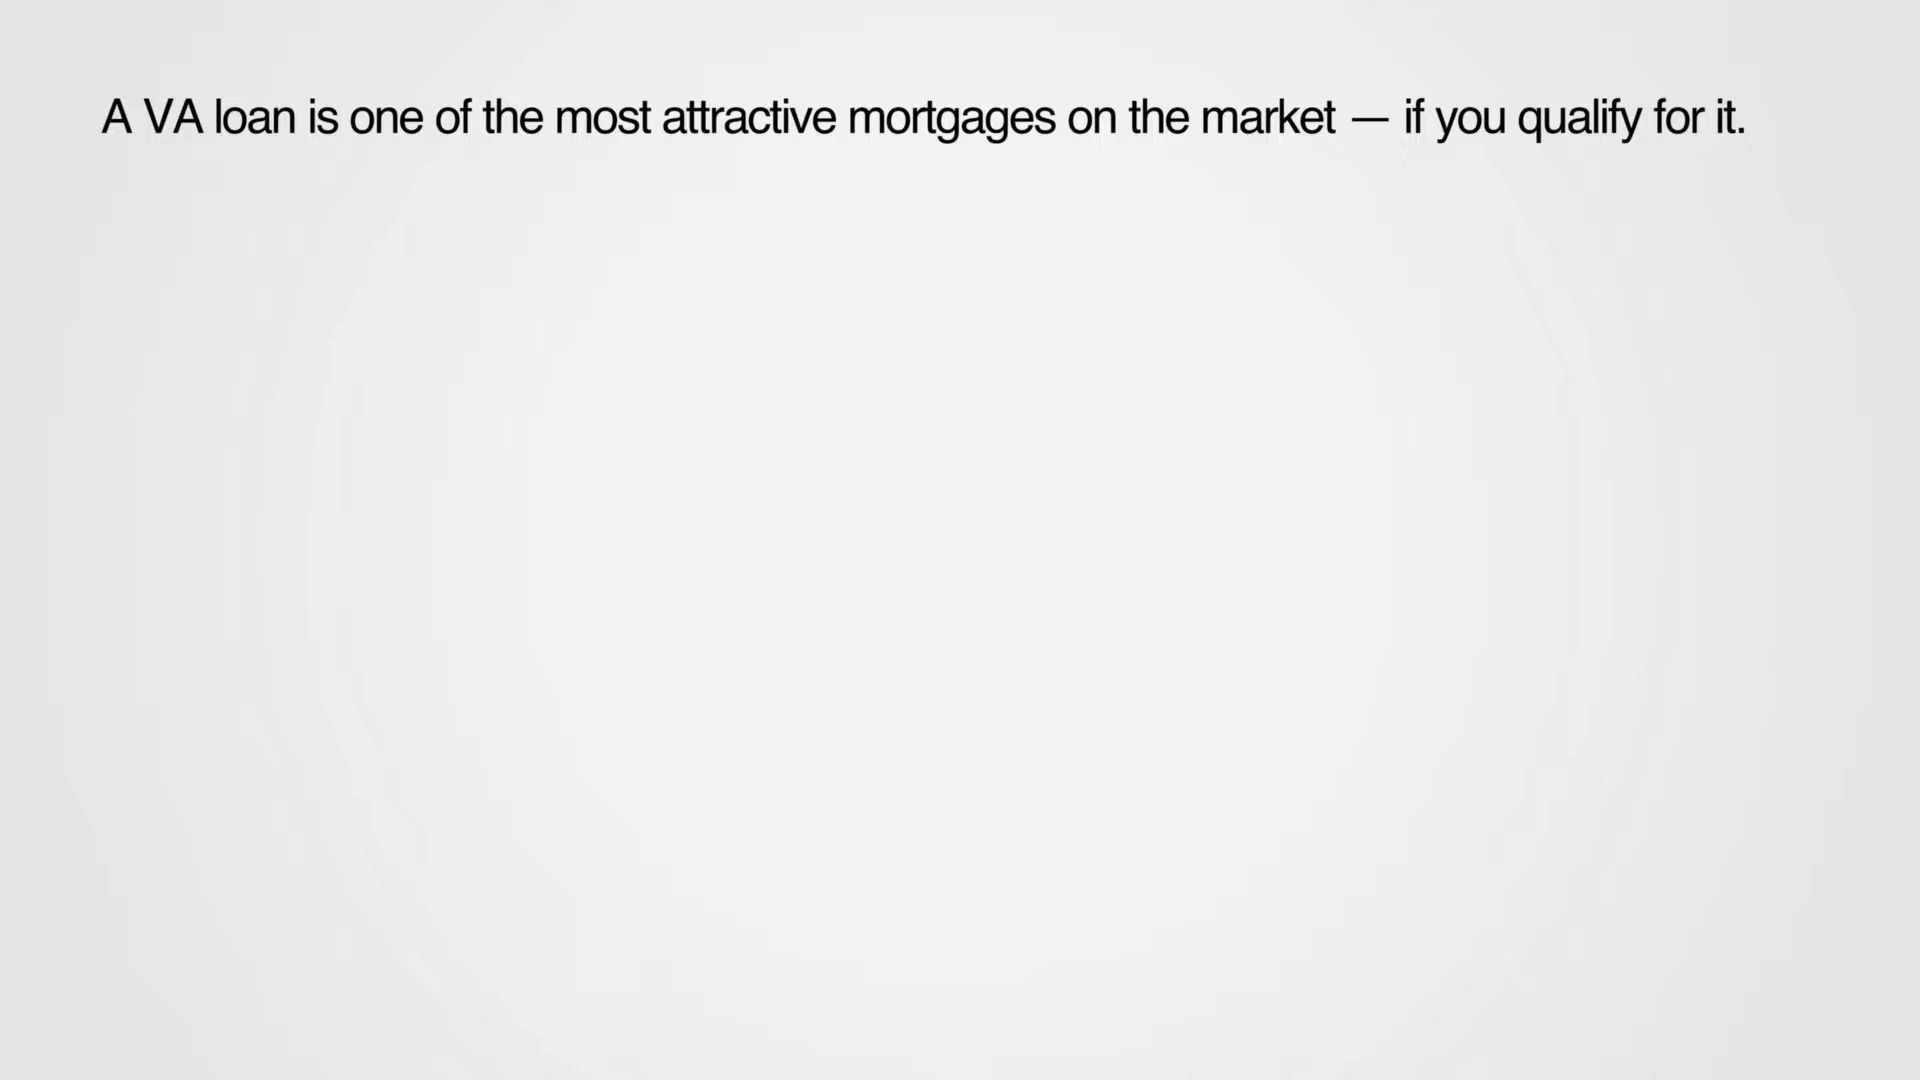 A VA loan is one of the most attractive mortgages on the market — if you qualify for it.